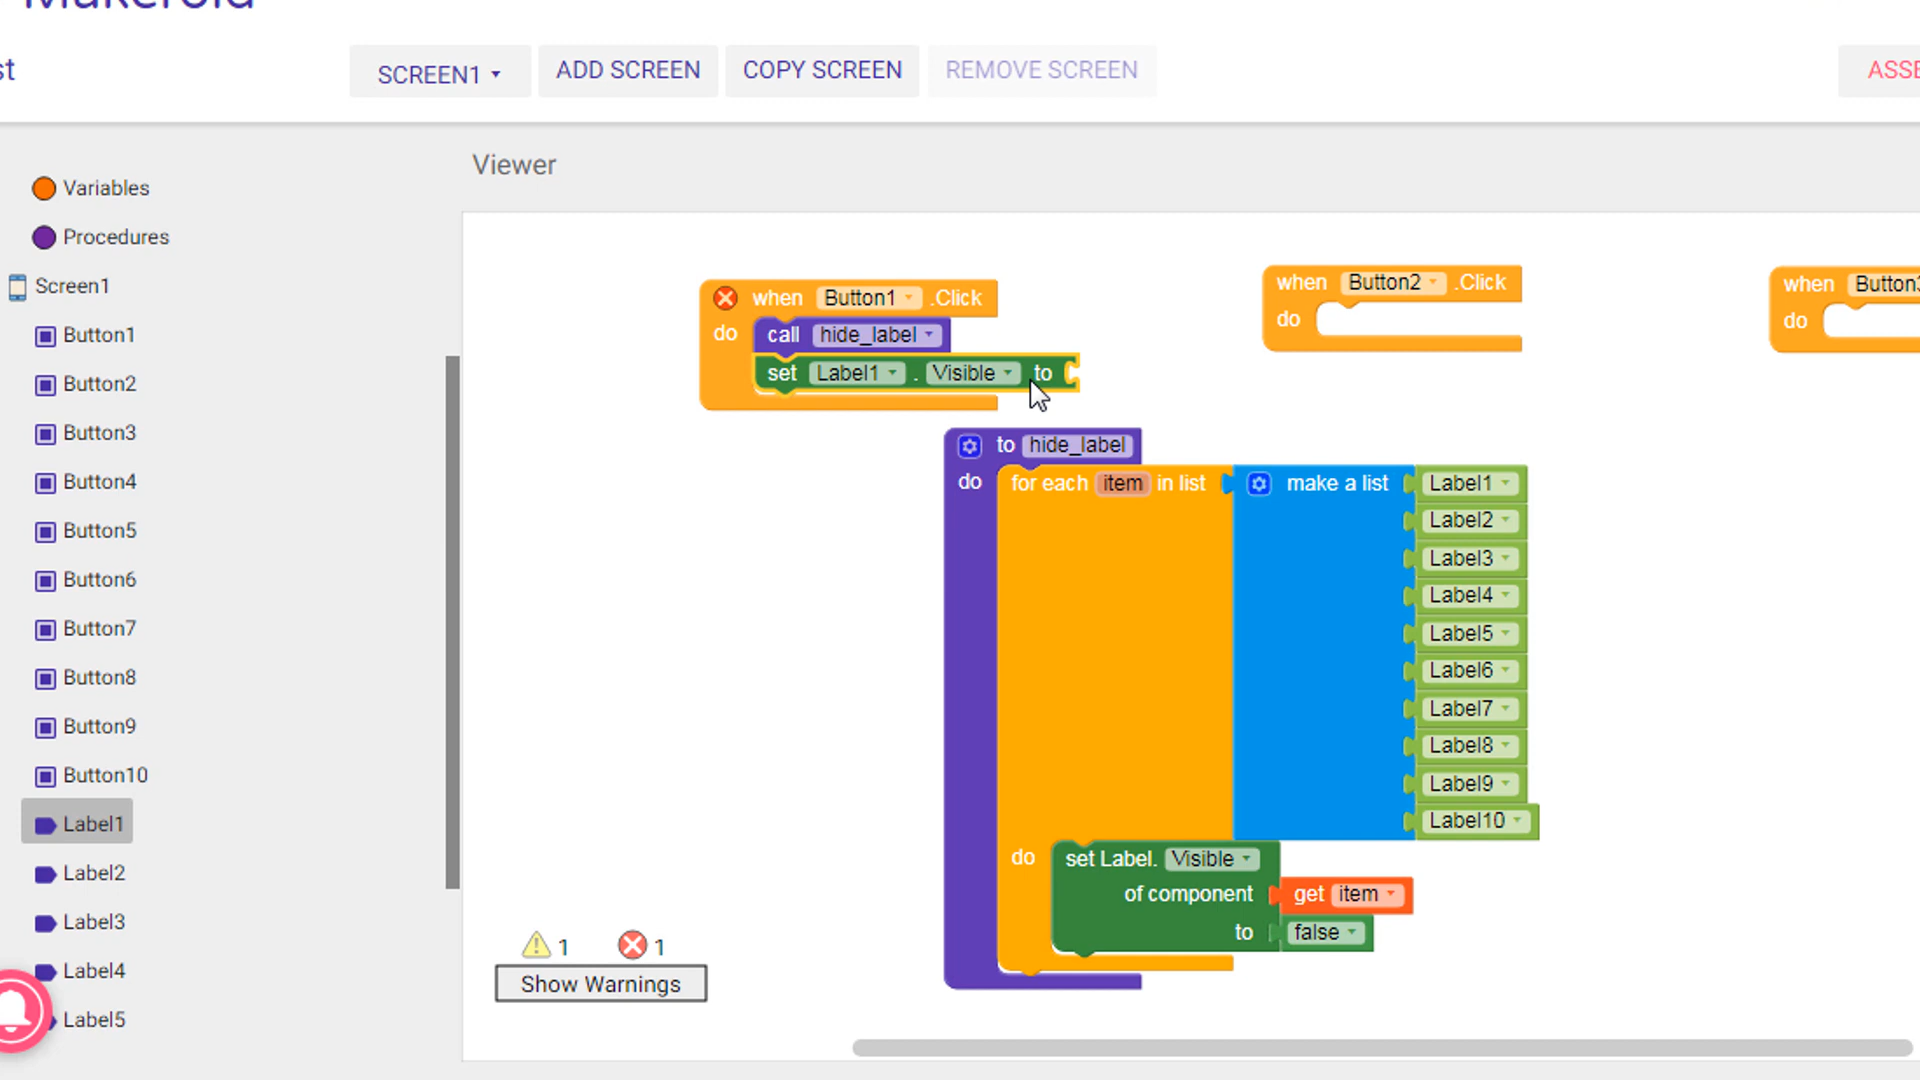 SCREEN1
ADD SCREEN
COPY SCREEN
REMOVE SCREEN
Viewer
Variables
Procedures
Screen1
Button1
Button2
Button3
Button4
Button5
Button6
Button7
Button8
Button9
Button10
Label1
Label2
Label3
Label4
Label5
when Button1 .Click
do call hide_label
set Label1 . Visible to
when Button2 .Click
do
when Button3
do
to hide_label
do for each item in list make a list Label1
Label2
Label3
Label4
Label5
Label6
Label7
Label8
Label9
Label10
do set Label. Visible
of component get item
to false
1 1
Show Warnings